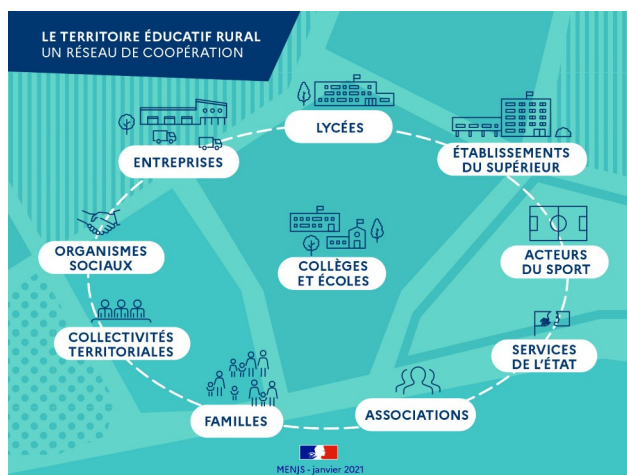 LE TERRITOIRE ÉDUCATIF RURAL
UN RÉSEAU DE COOPÉRATION
LYCÉES
ENTREPRISES
ÉTABLISSEMENTS
DU SUPÉRIEUR
ORGANISMES
SOCIAUX
COLLÈGES
ET ÉCOLES
ACTEURS
DU SPORT
COLLECTIVITÉS
TERRITORIALES
SERVICES
DE L'ÉTAT
FAMILLES
ASSOCIATIONS
MENJS - janvier 2021